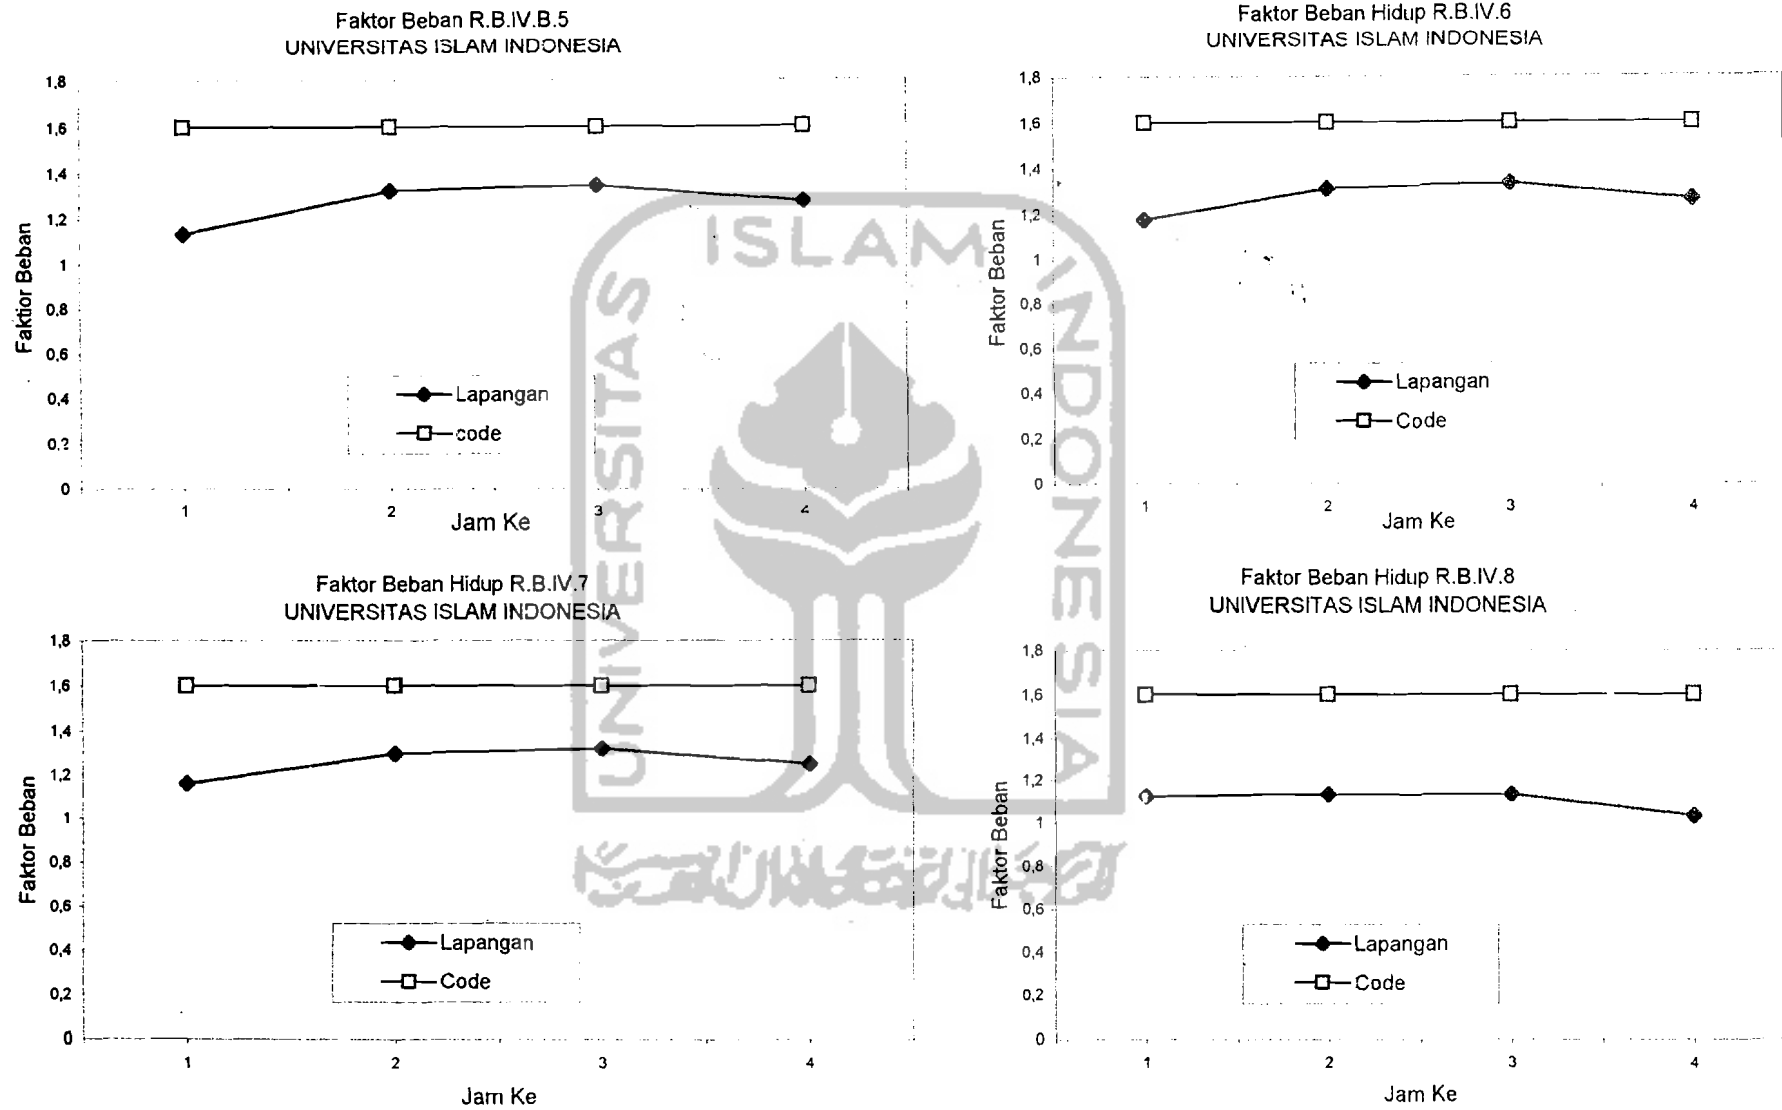 Faktor Beban R.B.IV.B.5
UNIVERSITAS ISLAM INDONESIA
1,8
1,6
1,4
1,2
1
0,8
0,6
0,4
0,2
0
Faktior Beban
Lapangan
code
1
2
3
4
Jam Ke
Faktor Beban Hidup R.B.IV.6
UNIVERSITAS ISLAM INDONESIA
1,8
1,6
1,4
1,2
1
0,8
0,6
0,4
0,2
0
Faktor Beban
Lapangan
Code
1
2
3
4
Jam Ke
Faktor Beban Hidup R.B.IV.7
UNIVERSITAS ISLAM INDONESIA
1,8
1,6
1,4
1,2
1
0,8
0,6
0,4
0,2
0
Faktor Beban
Lapangan
Code
1
2
3
4
Jam Ke
Faktor Beban Hidup R.B.IV.8
UNIVERSITAS ISLAM INDONESIA
1,8
1,6
1,4
1,2
1
0,8
0,6
0,4
0,2
0
Faktor Beban
Lapangan
Code
1
2
3
4
Jam Ke
UNIVERSITAS
ISLAM
INDONESIA